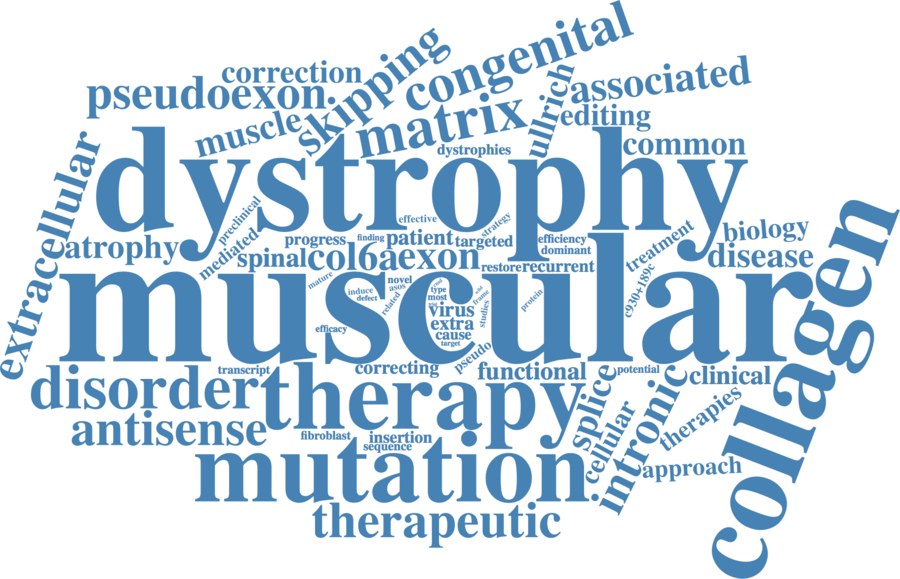 congenital
correction
skipping
pseudoexon
associated
ullrich
matrix
editing
muscle
common
dystrophies
dystrophy
extracellular
preclinical
effective
strategy
biology
atrophy
mediated
progress
finding
patient
targeted
efficiency
dominant
treatment
disease
spinal
col6a
exon
restore
recurrent
collagen
mature
novel
asos
induce
defect
related
type
most
wild
frame
protein
c930+189c
muscular
virus
extra
studies
efficacy
cause
target
pseudo
transcript
correcting
functional
potential
clinical
disorder
therapy
splice
intronic
therapies
antisense
fibroblast
insertion
sequence
cellular
mutation
approach
therapeutic